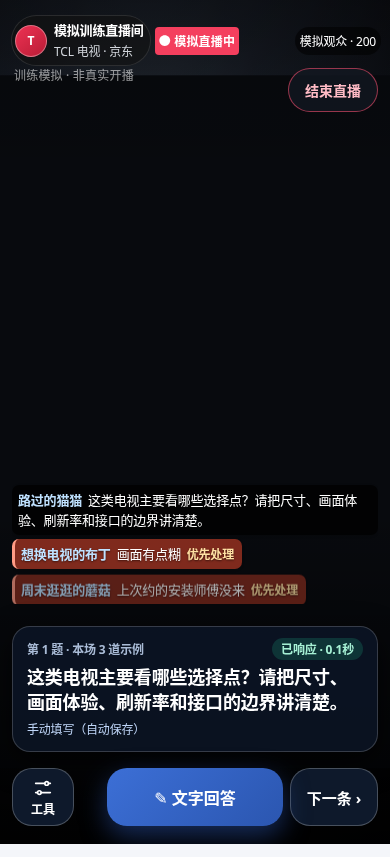 T
模拟训练直播间
TCL 电视 · 京东
模拟直播中
模拟观众 · 200
训练模拟 · 非真实开播
结束直播
路过的猫猫 这类电视主要看哪些选择点？请把尺寸、画面体
验、刷新率和接口的边界讲清楚。
想换电视的布丁 画面有点糊 优先处理
周末逛逛的蘑菇 上次约的安装师傅没来 优先处理
第 1 题 · 本场 3 道示例
已响应 · 0.1秒
这类电视主要看哪些选择点？请把尺寸、
画面体验、刷新率和接口的边界讲清楚。
手动填写（自动保存）
工具
✎ 文字回答
下一条 ›